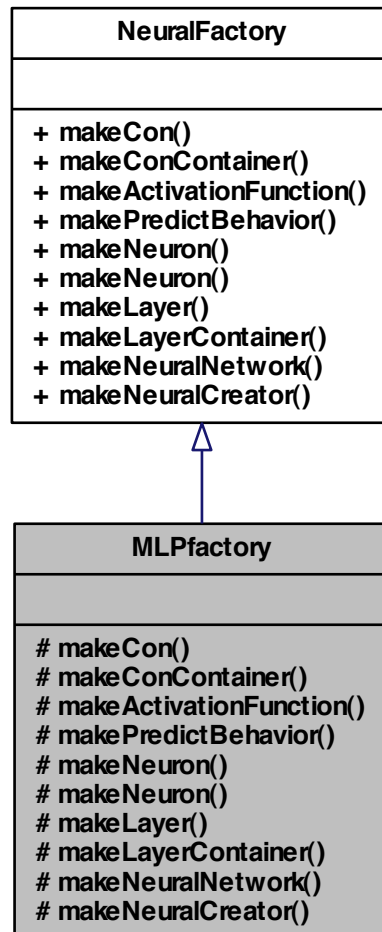 NeuralFactory
+ makeCon()
+ makeConContainer()
+ makeActivationFunction()
+ makePredictBehavior()
+ makeNeuron()
+ makeNeuron()
+ makeLayer()
+ makeLayerContainer()
+ makeNeuralNetwork()
+ makeNeuralCreator()
MLPfactory
# makeCon()
# makeConContainer()
# makeActivationFunction()
# makePredictBehavior()
# makeNeuron()
# makeNeuron()
# makeLayer()
# makeLayerContainer()
# makeNeuralNetwork()
# makeNeuralCreator()